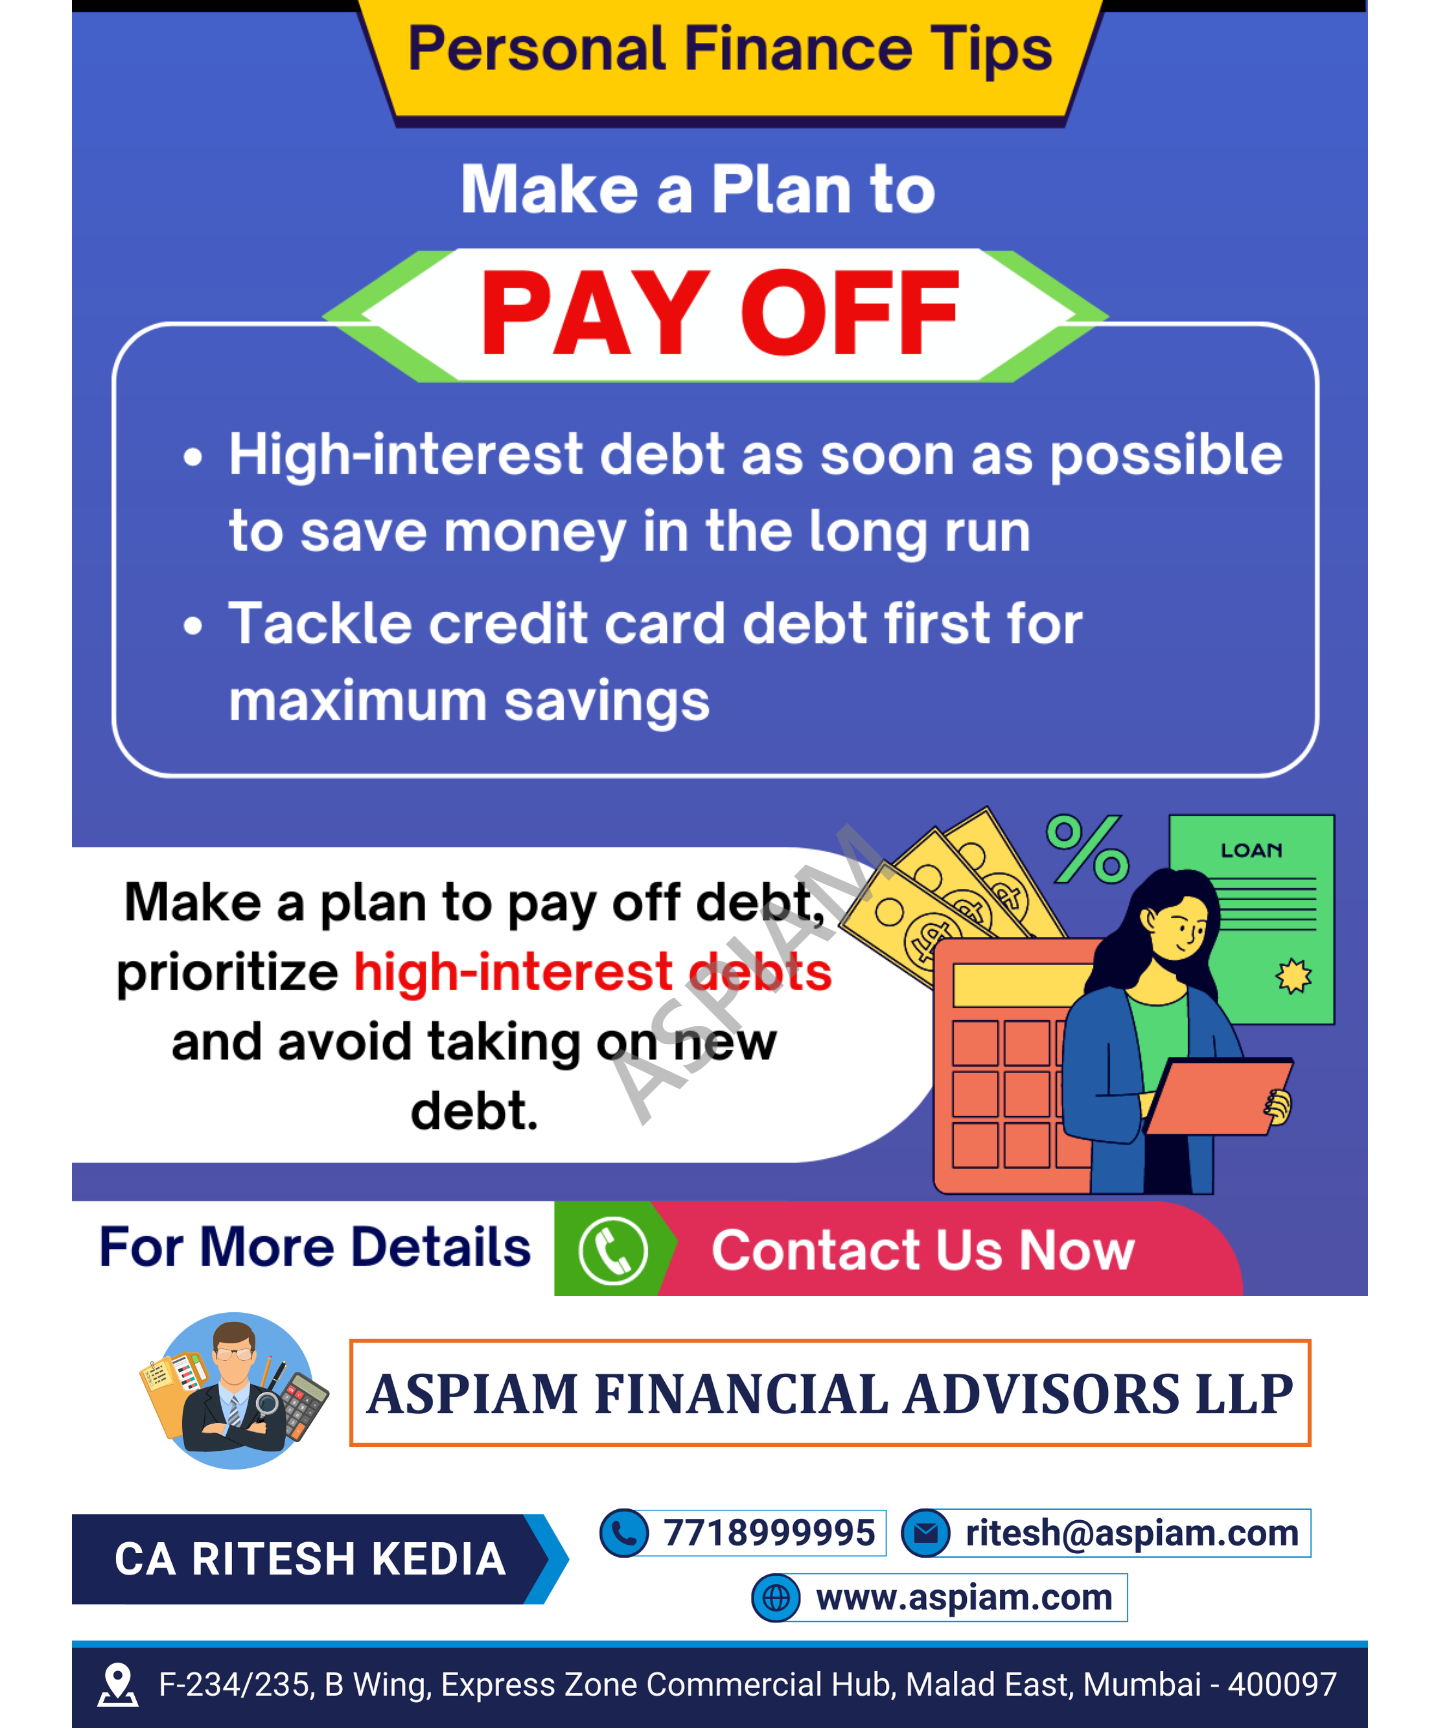 Personal Finance Tips
Make a Plan to
PAY OFF
• High-interest debt as soon as possible
to save money in the long run
• Tackle credit card debt first for
maximum savings
%
LOAN
Make a plan to pay off debt,
prioritize high-interest debts
and avoid taking on new
debt.
ASPIAM
For More Details
Contact Us Now
ASPIAM FINANCIAL ADVISORS LLP
CA RITESH KEDIA
7718999995
ritesh@aspiam.com
www.aspiam.com
F-234/235, B Wing, Express Zone Commercial Hub, Malad East, Mumbai - 400097